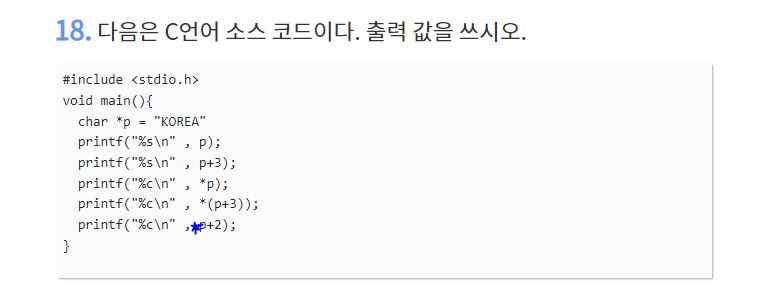 18. 다음은 C언어 소스 코드이다. 출력 값을 쓰시오.
#include <stdio.h>
void main(){
  char *p = "KOREA"
  printf("%s\n" , p);
  printf("%s\n" , p+3);
  printf("%c\n" , *p);
  printf("%c\n" , *(p+3));
  printf("%c\n" , *p+2);
}